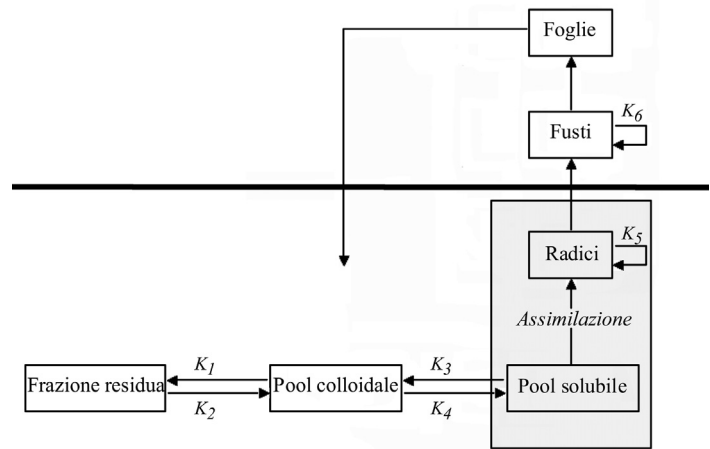 Foglie
K6
Fusti
K5
Radici
Assimilazione
K1
K3
Frazione residua
Pool colloidale
Pool solubile
K2
K4